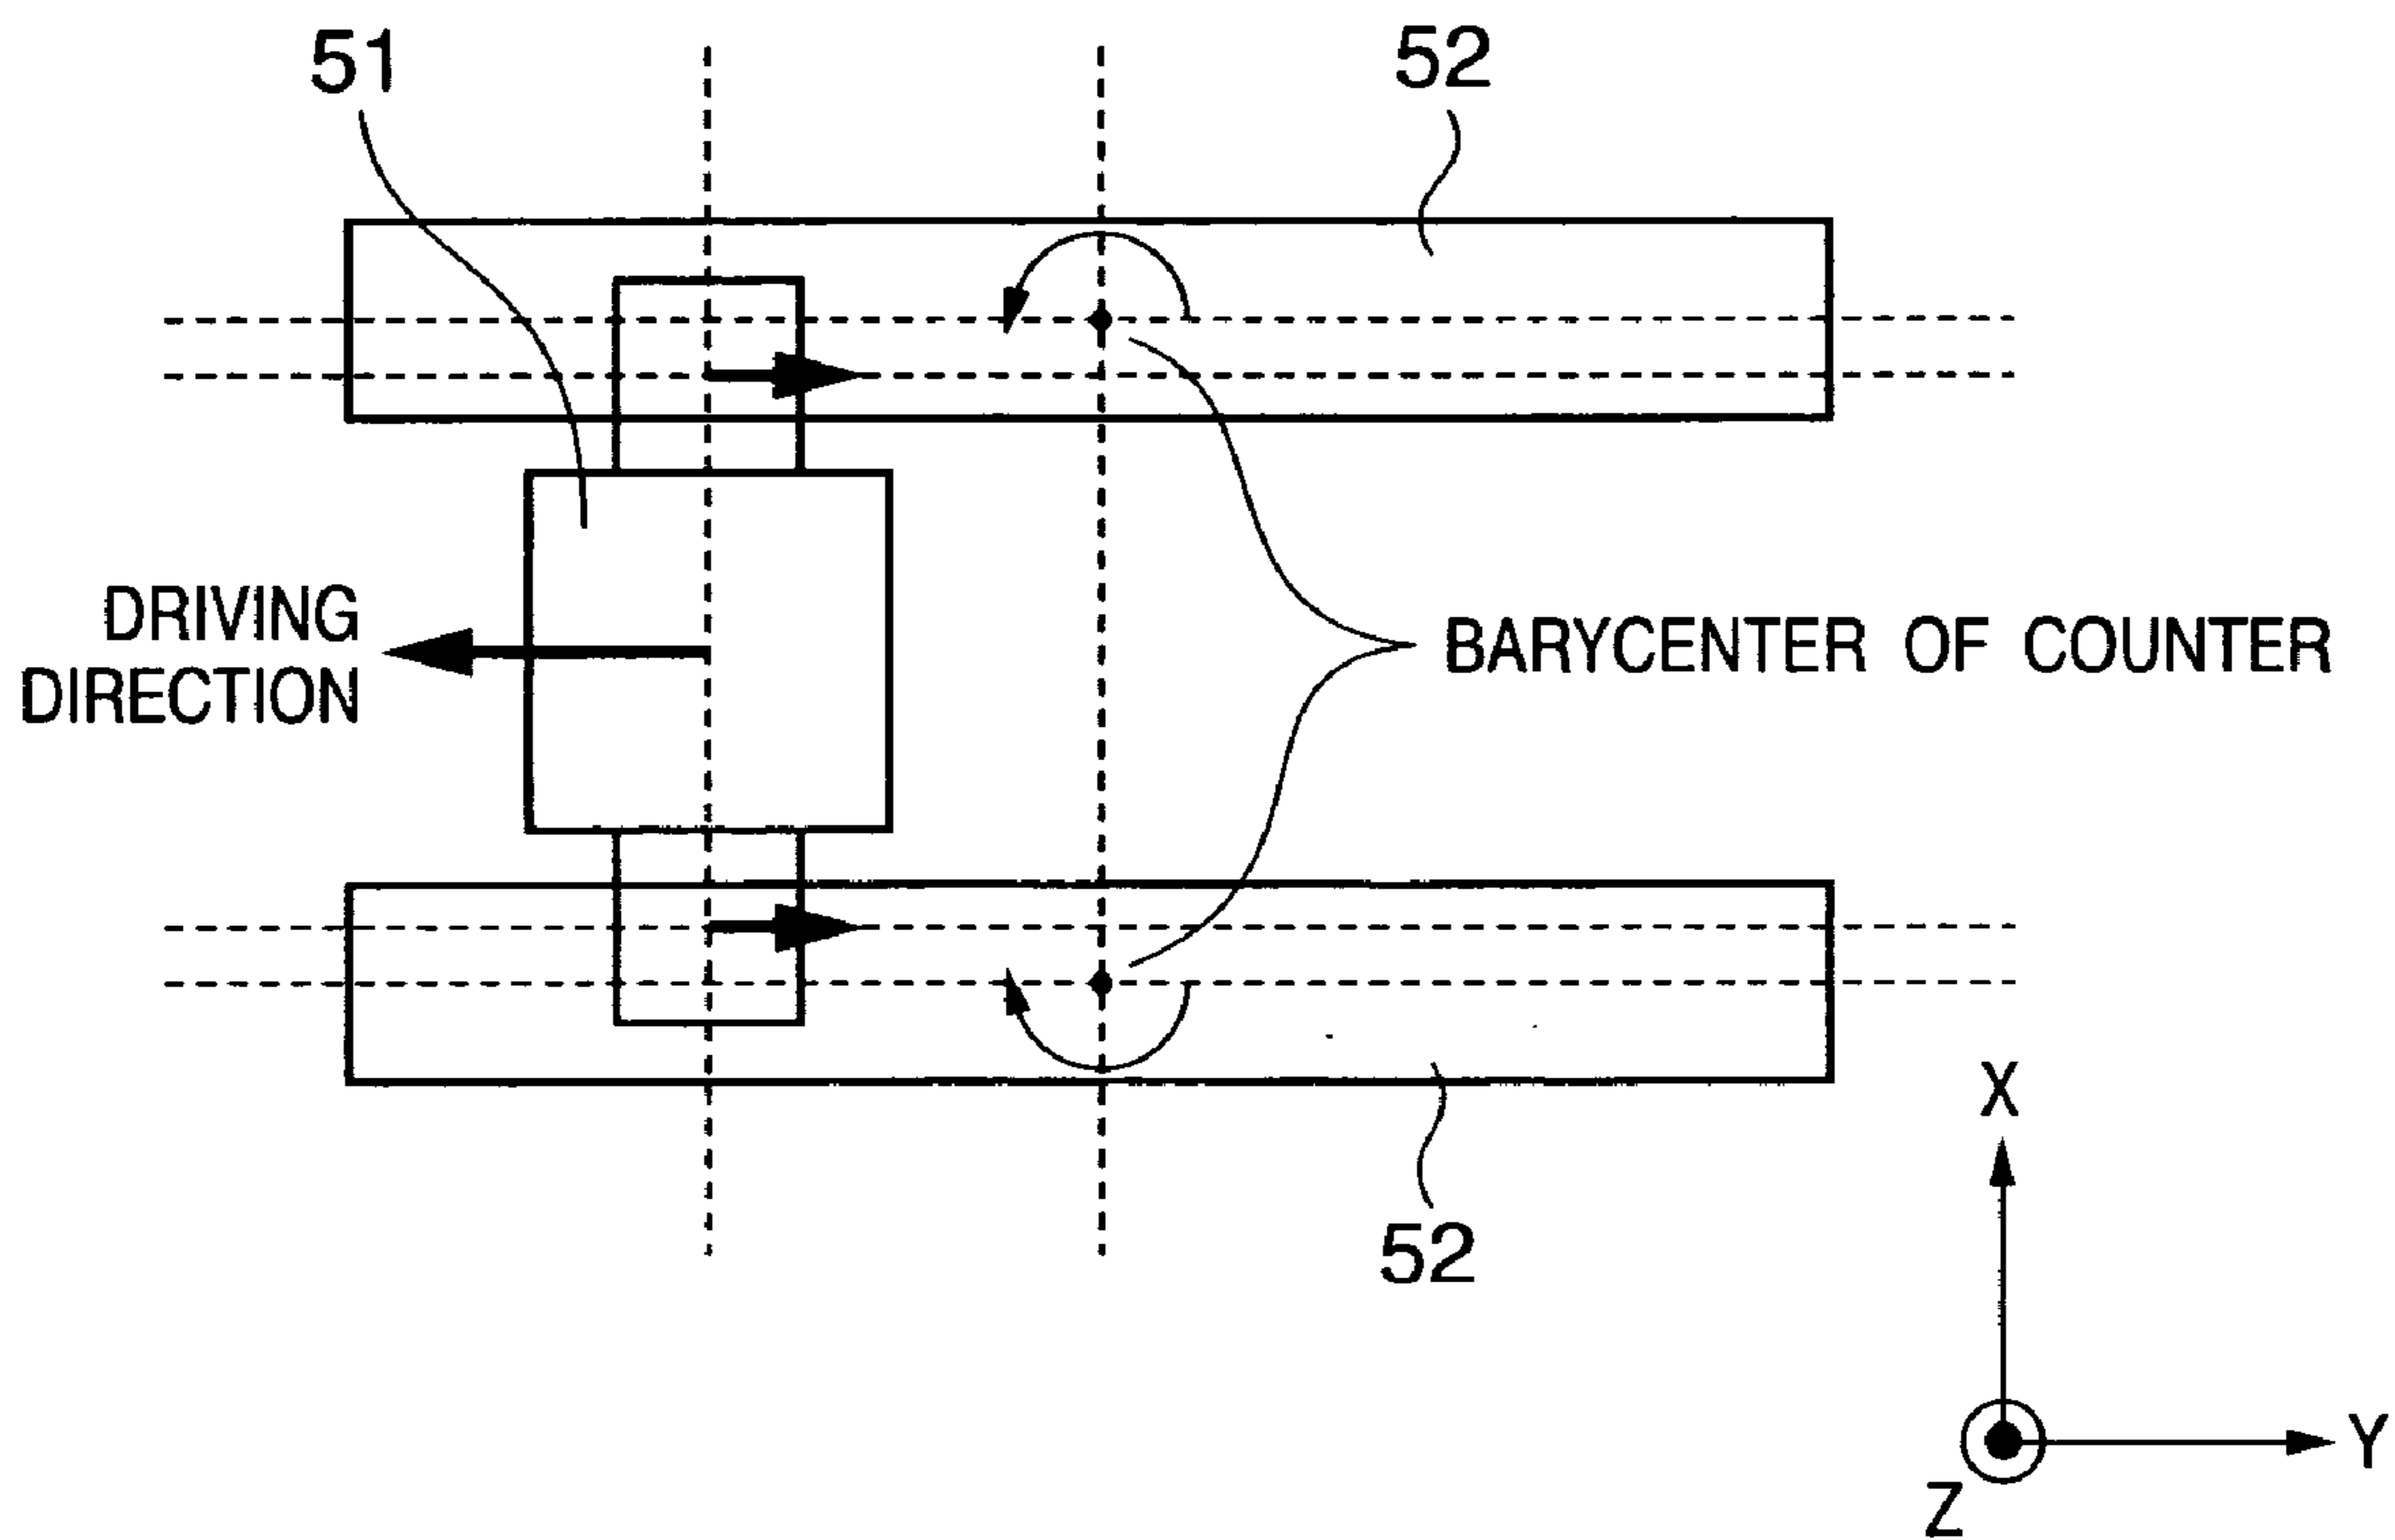 51
52
DRIVING
DIRECTION
BARYCENTER OF COUNTER
52
X
Y
Z